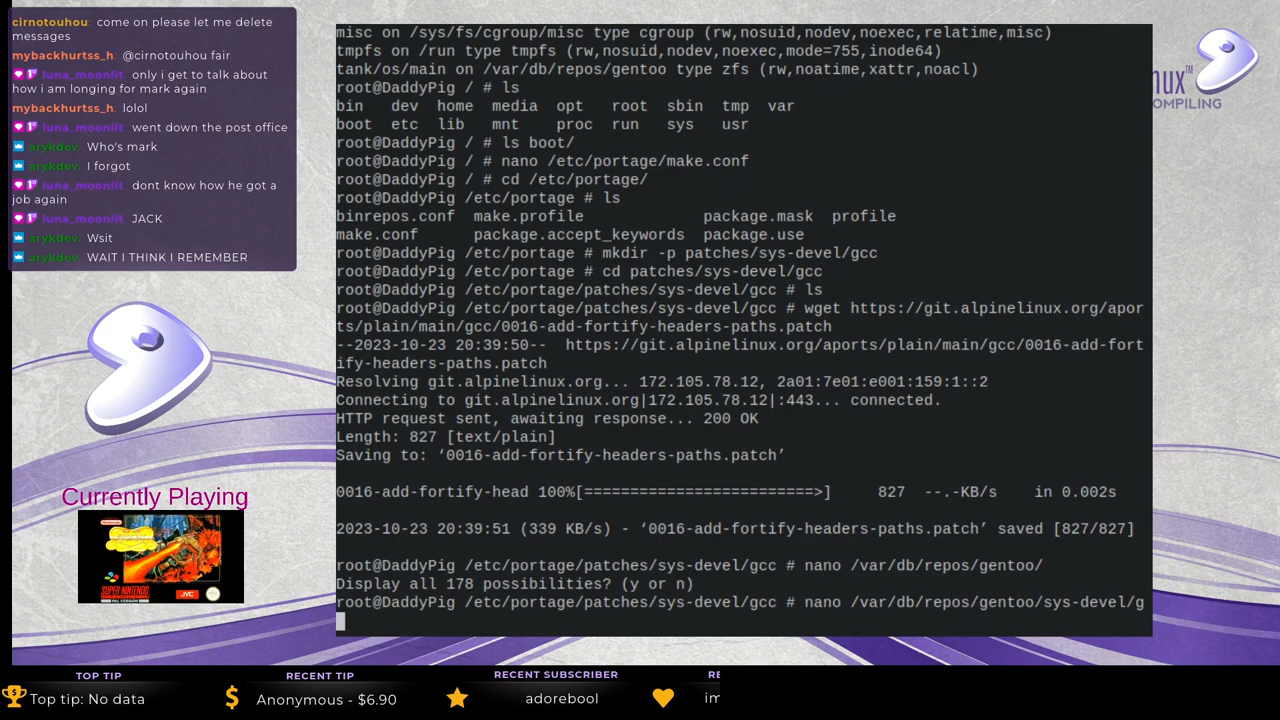 cirnotouhou: come on please let me delete
messages
mybackhurtss_h: @cirnotouhou fair
luna_moonlit: only i get to talk about
how i am longing for mark again
mybackhurtss_h: lolol
luna_moonlit: went down the post office
arykdev: Who's mark
arykdev: I forgot
luna_moonlit: dont know how he got a
job again
luna_moonlit: JACK
arykdev: Wsit
arykdev: WAIT I THINK I REMEMBER
misc on /sys/fs/cgroup/misc type cgroup (rw,nosuid,nodev,noexec,relatime,misc)
tmpfs on /run type tmpfs (rw,nosuid,nodev,noexec,mode=755,inode64)
tank/os/main on /var/db/repos/gentoo type zfs (rw,noatime,xattr,noacl)
root@DaddyPig / # ls
bin dev home media opt root sbin tmp var
boot etc lib mnt proc run sys usr
root@DaddyPig / # ls boot/
root@DaddyPig / # nano /etc/portage/make.conf
root@DaddyPig / # cd /etc/portage/
root@DaddyPig /etc/portage # ls
binrepos.conf make.profile package.mask profile
make.conf package.accept_keywords package.use
root@DaddyPig /etc/portage # mkdir -p patches/sys-devel/gcc
root@DaddyPig /etc/portage # cd patches/sys-devel/gcc
root@DaddyPig /etc/portage/patches/sys-devel/gcc # ls
root@DaddyPig /etc/portage/patches/sys-devel/gcc # wget https://git.alpinelinux.org/apor
ts/plain/main/gcc/0016-add-fortify-headers-paths.patch
--2023-10-23 20:39:50-- https://git.alpinelinux.org/aports/plain/main/gcc/0016-add-fort
ify-headers-paths.patch
Resolving git.alpinelinux.org... 172.105.78.12, 2a01:7e01:e001:159:1::2
Connecting to git.alpinelinux.org|172.105.78.12|:443... connected.
HTTP request sent, awaiting response... 200 OK
Length: 827 [text/plain]
Saving to: ‘0016-add-fortify-headers-paths.patch’
0016-add-fortify-head 100%[========================>] 827 --.-KB/s in 0.002s
2023-10-23 20:39:51 (339 KB/s) - ‘0016-add-fortify-headers-paths.patch’ saved [827/827]
root@DaddyPig /etc/portage/patches/sys-devel/gcc # nano /var/db/repos/gentoo/
Display all 178 possibilities? (y or n)
root@DaddyPig /etc/portage/patches/sys-devel/gcc # nano /var/db/repos/gentoo/sys-devel/g
nux™
OMPILING
Currently Playing
Nintendo
SUPER NINTENDO
JVC
TOP TIP
Top tip: No data
RECENT TIP
Anonymous - $6.90
RECENT SUBSCRIBER
adorebool
RE
im